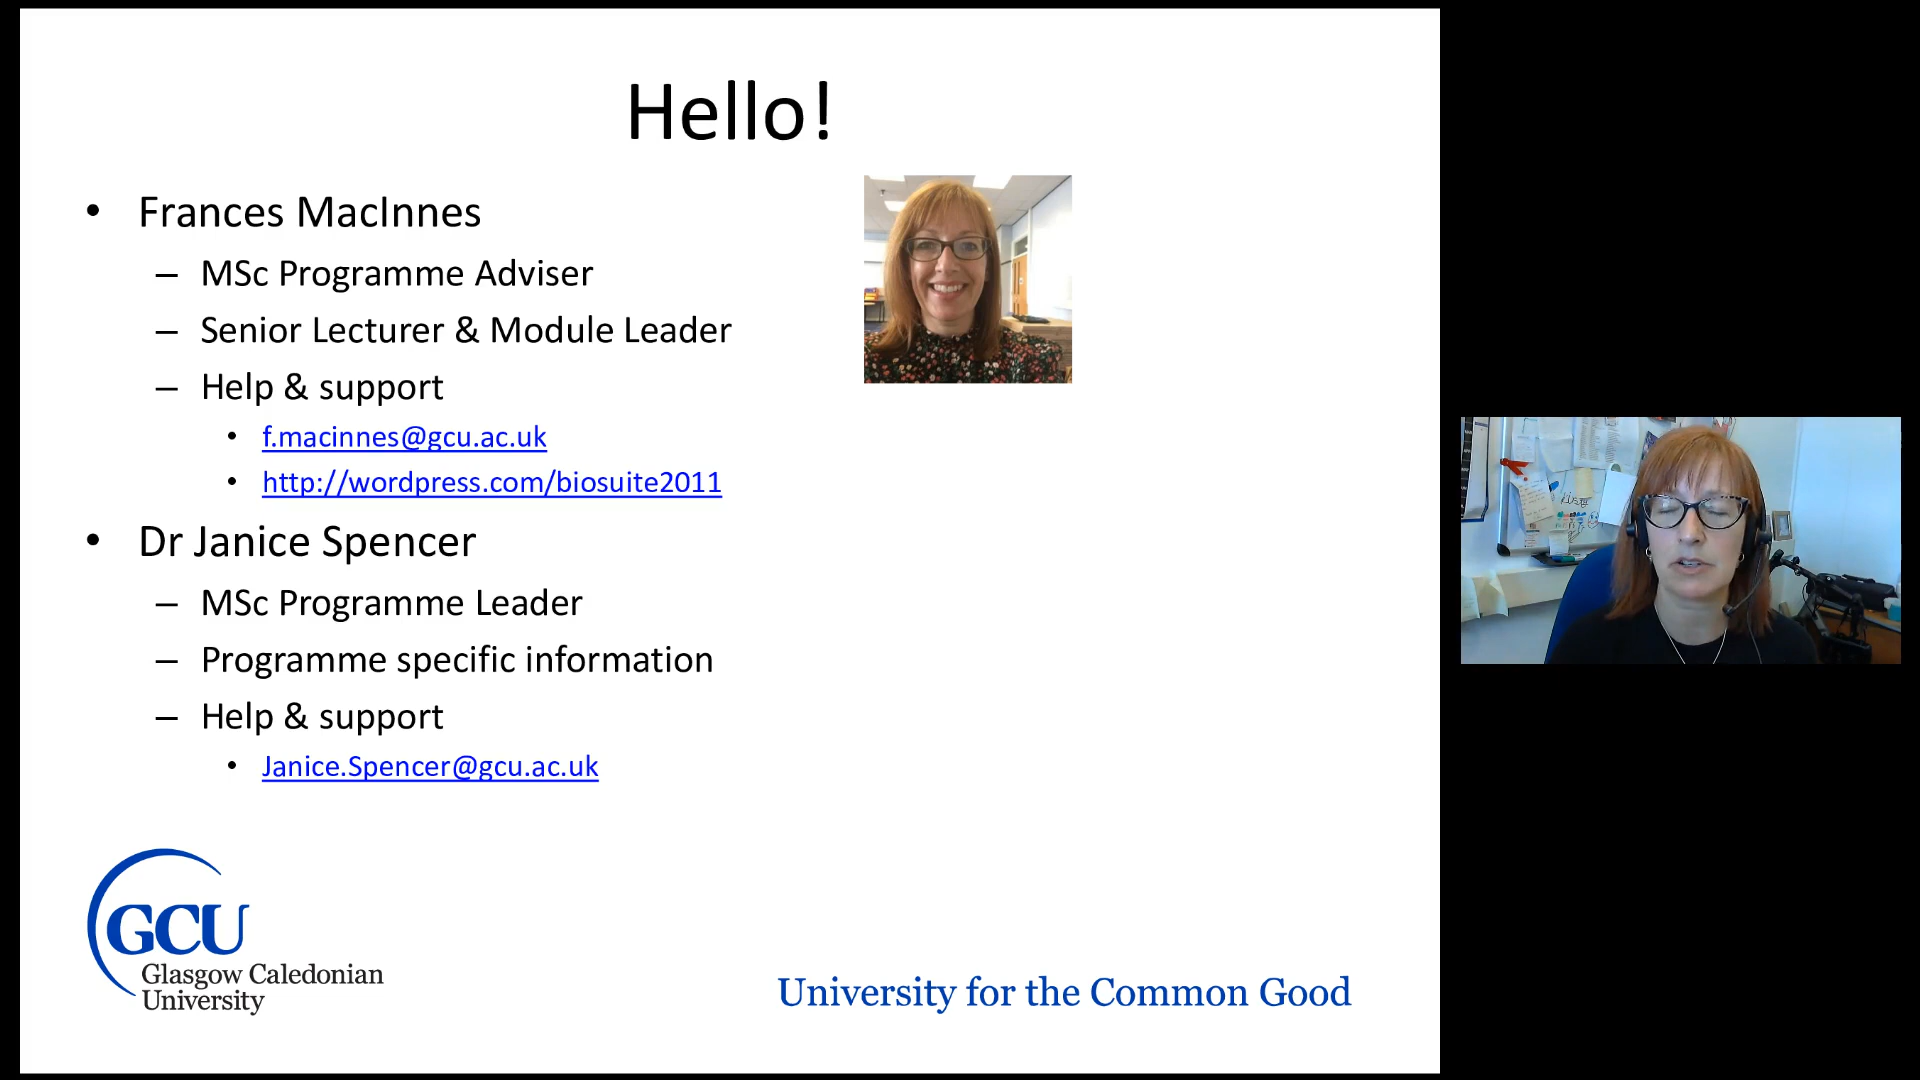 Hello!
• Frances MacInnes
– MSc Programme Adviser
– Senior Lecturer & Module Leader
– Help & support
• f.macinnes@gcu.ac.uk
• http://wordpress.com/biosuite2011
• Dr Janice Spencer
– MSc Programme Leader
– Programme specific information
– Help & support
• Janice.Spencer@gcu.ac.uk
GCU
Glasgow Caledonian
University
University for the Common Good